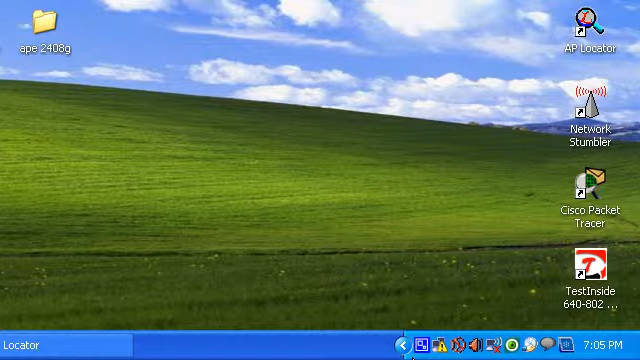 ape 2408g
AP Locator
Network
Stumbler
Cisco Packet
Tracer
TestInside
640-802 ...
Locator
7:05 PM